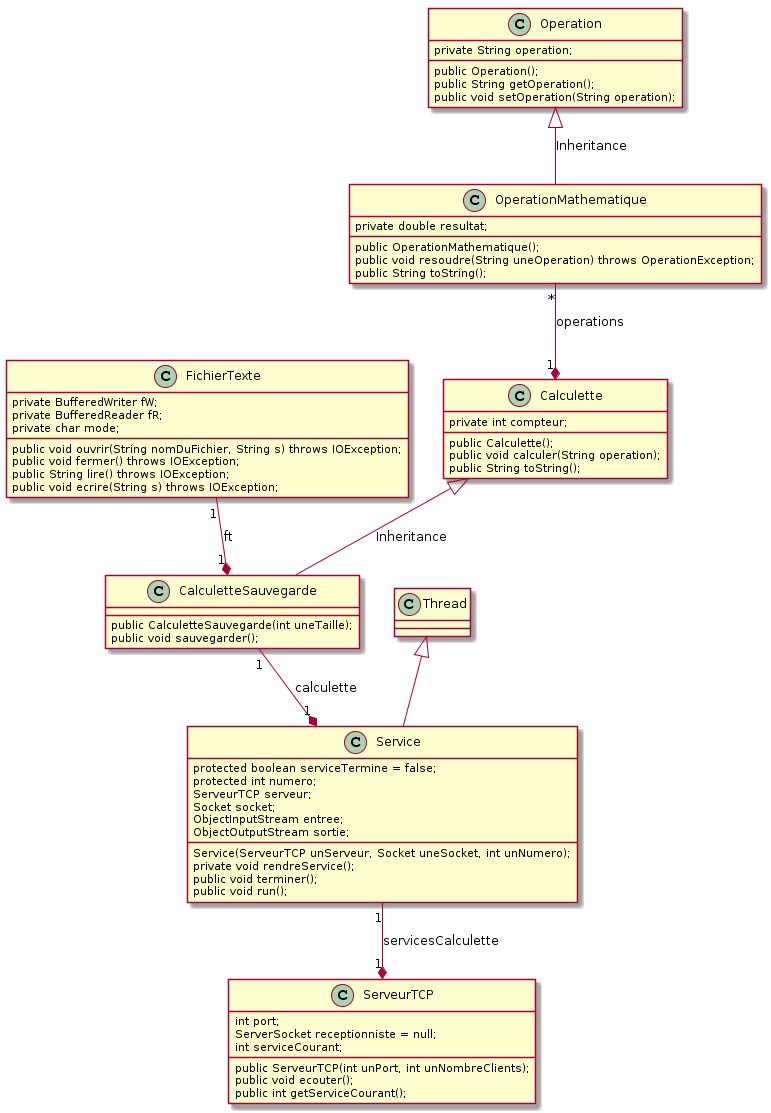 C Operation
private String operation;
public Operation();
public String getOperation();
public void setOperation(String operation);
Inheritance
C OperationMathematique
private double resultat;
public OperationMathematique();
public void resoudre(String uneOperation) throws OperationException;
public String toString();
*
operations
1
C FichierTexte
private BufferedWriter fW;
private BufferedReader fR;
private char mode;
public void ouvrir(String nomDuFichier, String s) throws IOException;
public void fermer() throws IOException;
public String lire() throws IOException;
public void ecrire(String s) throws IOException;
C Calculette
private int compteur;
public Calculette();
public void calculer(String operation);
public String toString();
1
ft
1
Inheritance
C CalculetteSauvegarde
public CalculetteSauvegarde(int uneTaille);
public void sauvegarder();
C Thread
1
calculette
1
C Service
protected boolean serviceTermine = false;
protected int numero;
ServeurTCP serveur;
Socket socket;
ObjectInputStream entree;
ObjectOutputStream sortie;
Service(ServeurTCP unServeur, Socket uneSocket, int unNumero);
private void rendreService();
public void terminer();
public void run();
1
servicesCalculette
1
C ServeurTCP
int port;
ServerSocket receptionniste = null;
int serviceCourant;
public ServeurTCP(int unPort, int unNombreClients);
public void ecouter();
public int getServiceCourant();